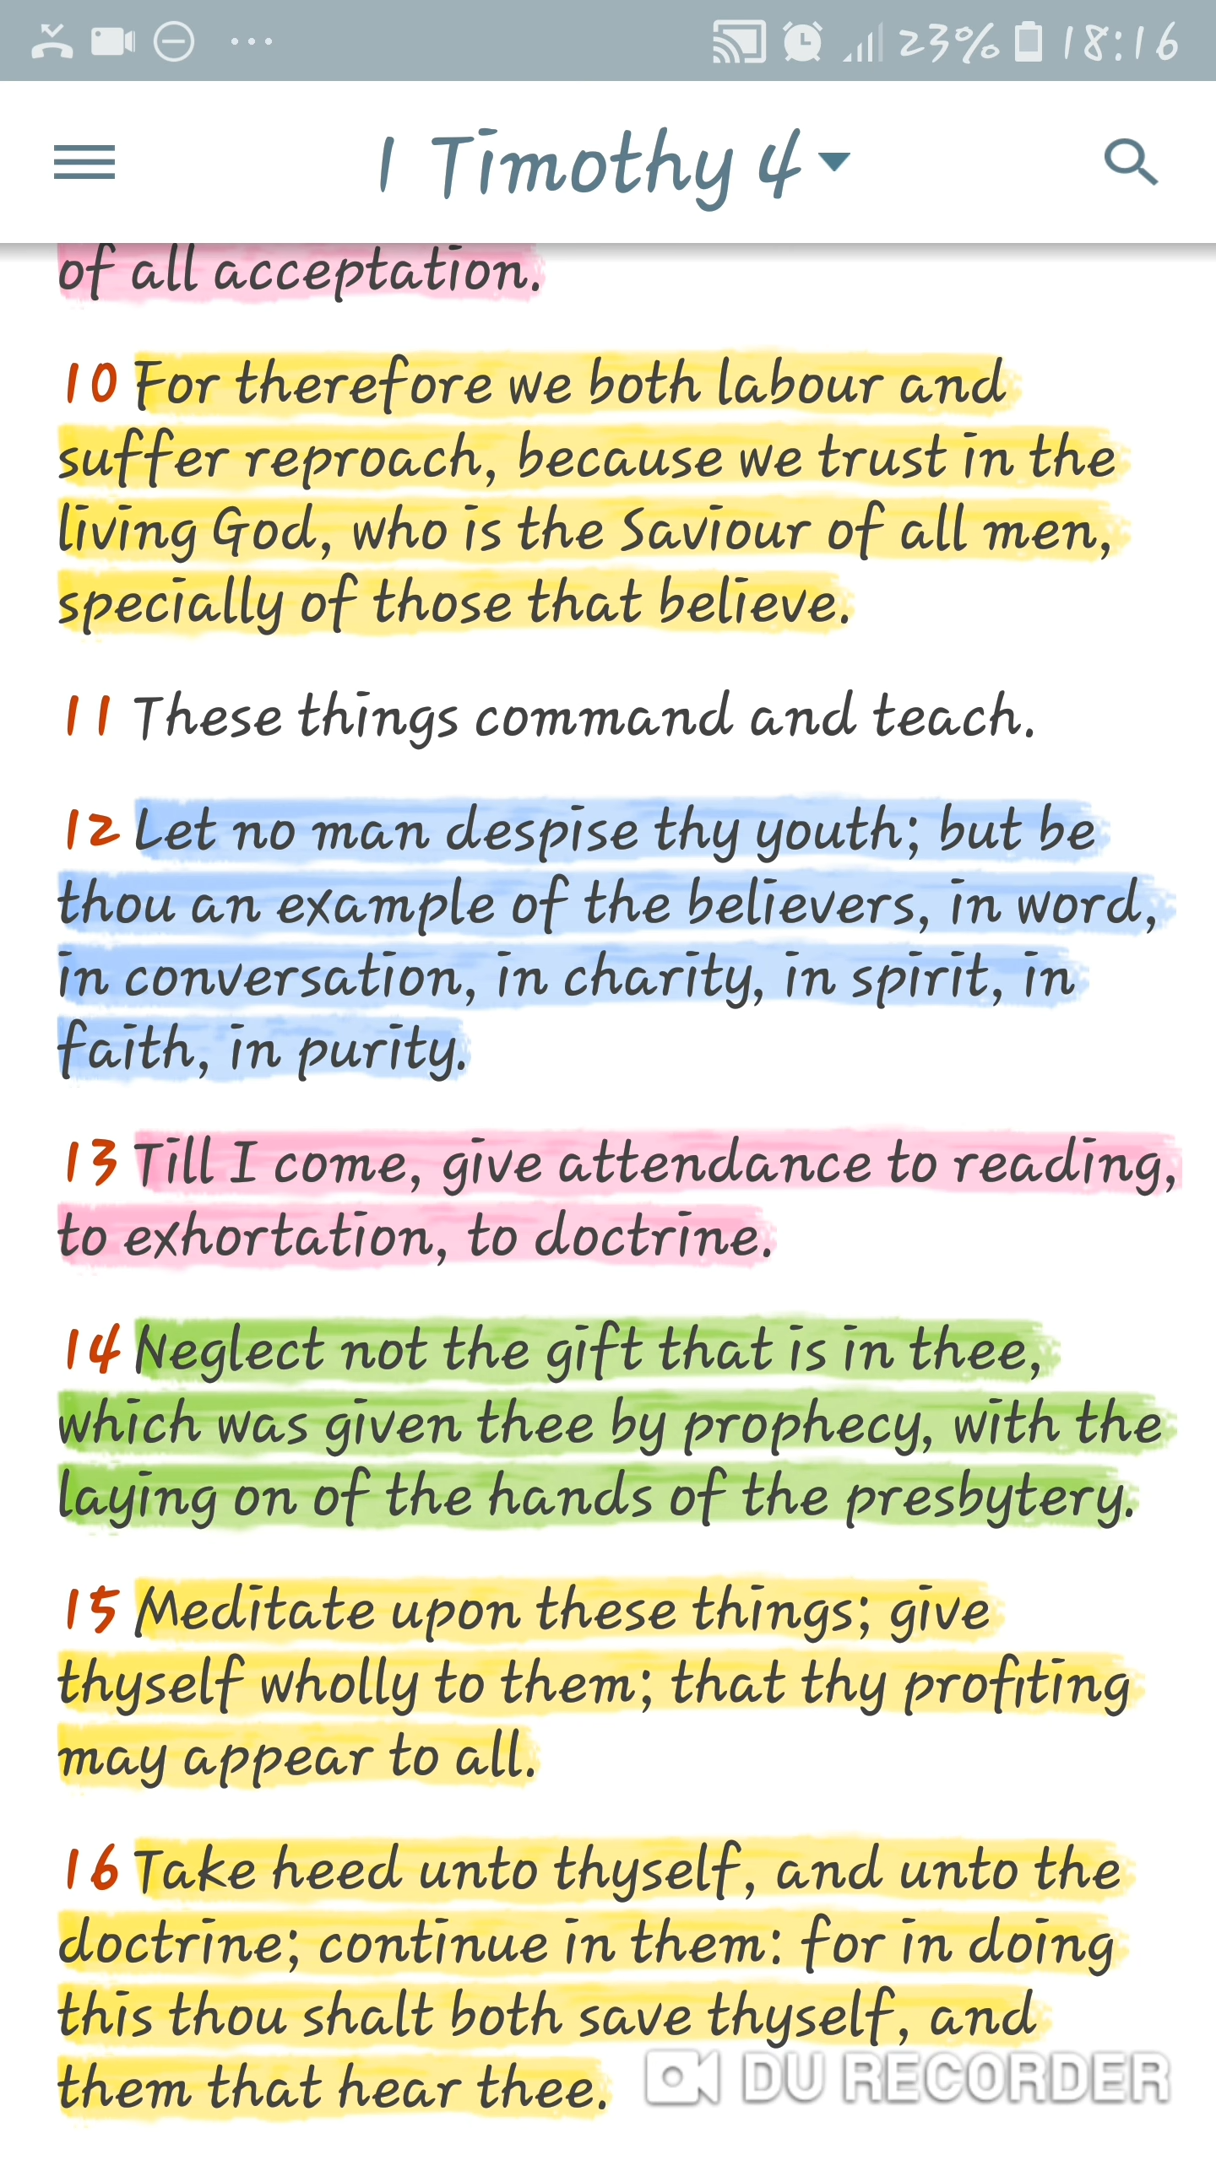 23% 18:16
1 Timothy 4
of all acceptation.
10 For therefore we both labour and
suffer reproach, because we trust in the
living God, who is the Saviour of all men,
specially of those that believe.
11 These things command and teach.
12 Let no man despise thy youth; but be
thou an example of the believers, in word,
in conversation, in charity, in spirit, in
faith, in purity.
13 Till I come, give attendance to reading,
to exhortation, to doctrine.
14 Neglect not the gift that is in thee,
which was given thee by prophecy, with the
laying on of the hands of the presbytery.
15 Meditate upon these things; give
thyself wholly to them; that thy profiting
may appear to all.
16 Take heed unto thyself, and unto the
doctrine; continue in them: for in doing
this thou shalt both save thyself, and
them that hear thee.
DU RECORDER